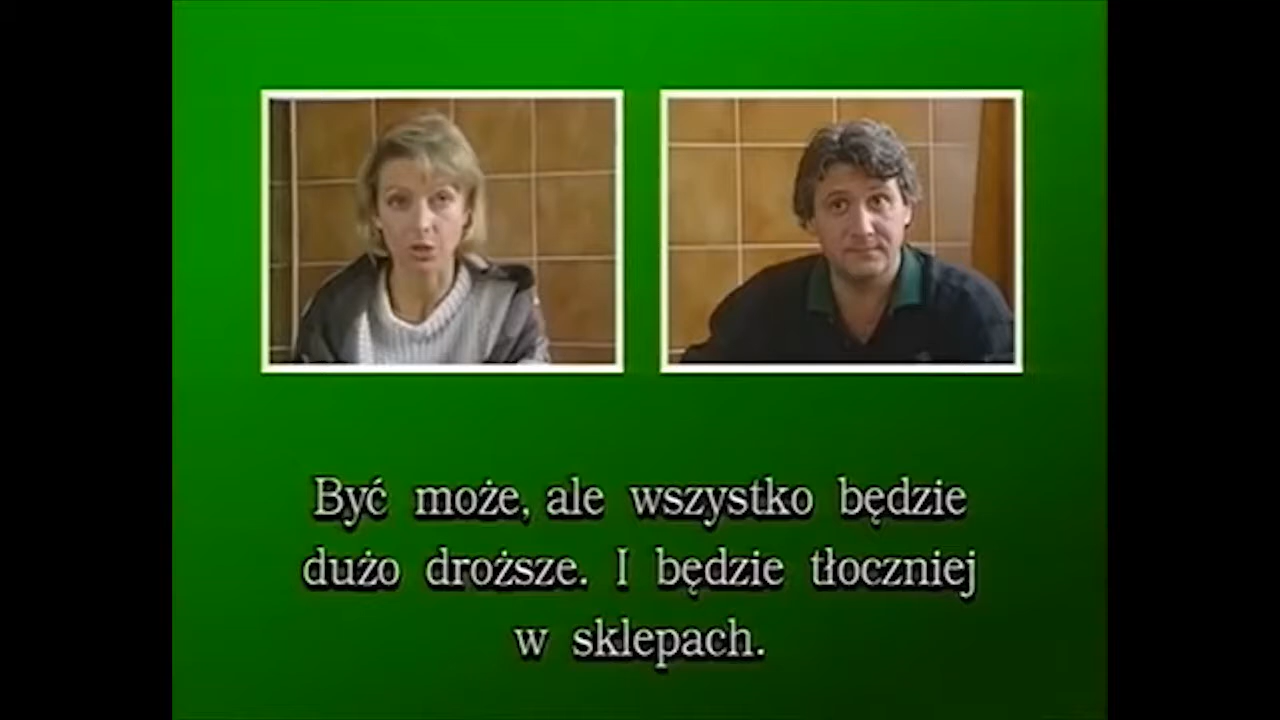 Być może, ale wszystko będzie
dużo droższe. I będzie tłoczniej
w sklepach.